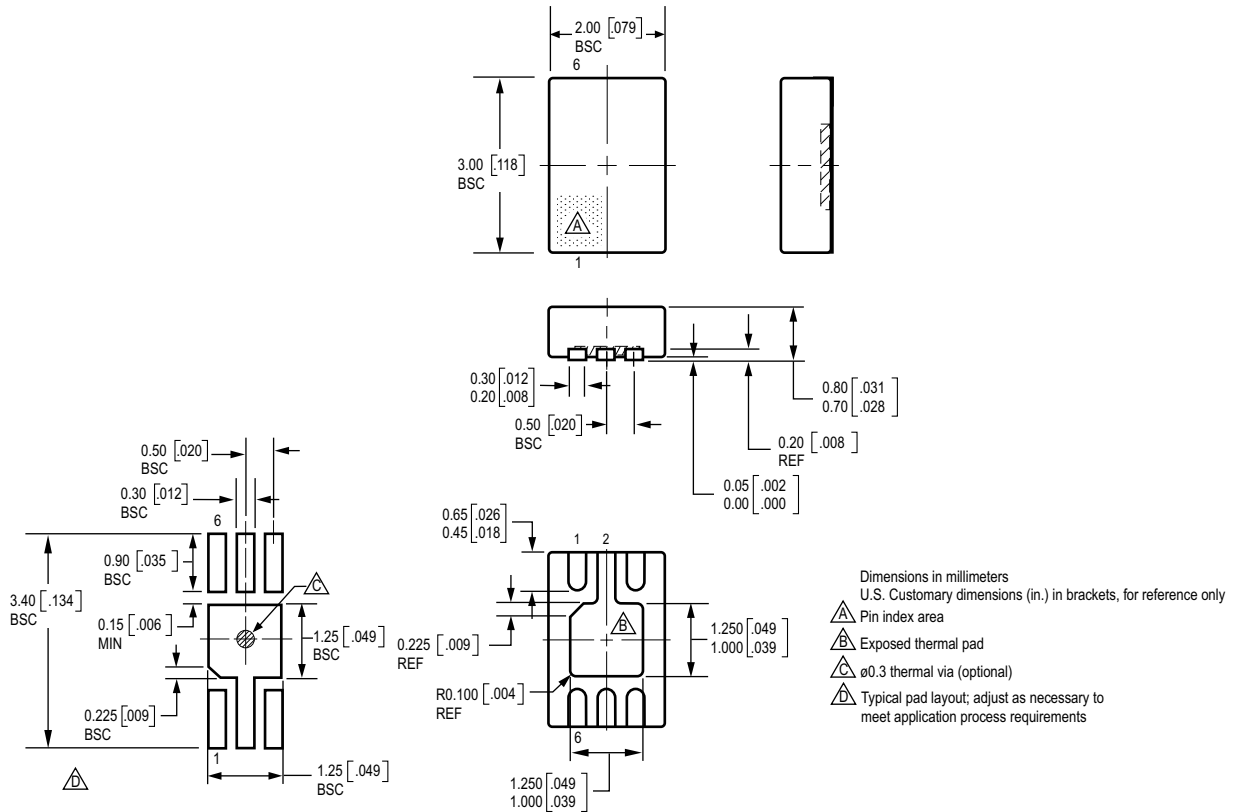 2.00 [.079]
BSC
6
3.00 [.118]
BSC
A
1
0.30 [.012]
0.20 [.008]
0.50 [.020]
BSC
0.80 [.031]
0.70 [.028]
0.20 [.008]
REF
0.05 [.002]
0.00 [.000]
0.50 [.020]
BSC
0.30 [.012]
BSC
6
0.90 [.035]
BSC
C
3.40 [.134]
BSC
0.15 [.006]
MIN
1.25 [.049]
BSC
0.225 [.009]
BSC
1
1.25 [.049]
BSC
D
0.65 [.026]
0.45 [.018]
1 2
B
0.225 [.009]
REF
1.250 [.049]
1.000 [.039]
R0.100 [.004]
REF
6
1.250 [.049]
1.000 [.039]
Dimensions in millimeters
U.S. Customary dimensions (in.) in brackets, for reference only
A Pin index area
B Exposed thermal pad
C ø0.3 thermal via (optional)
D Typical pad layout; adjust as necessary to
meet application process requirements